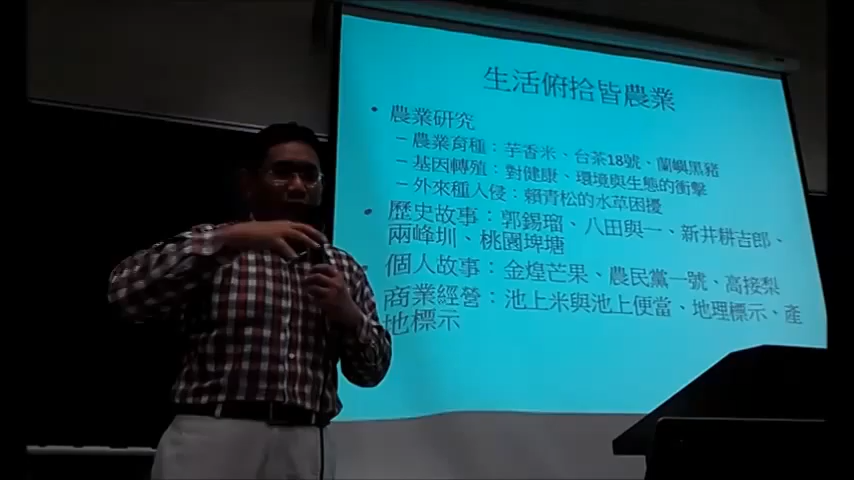 生活俯拾皆農業
• 農業研究
– 農業育種：芋香米、台茶18號、蘭嶼黑豬
– 基因轉殖：對健康、環境與生態的衝擊
– 外來種入侵：賴青松的水草困擾
• 歷史故事：郭錫瑠、八田與一、新井耕吉郎、
兩峰圳、桃園埤塘
個人故事：金煌芒果、農民黨一號、高接梨
商業經營：池上米與池上便當、地理標示、產
地標示